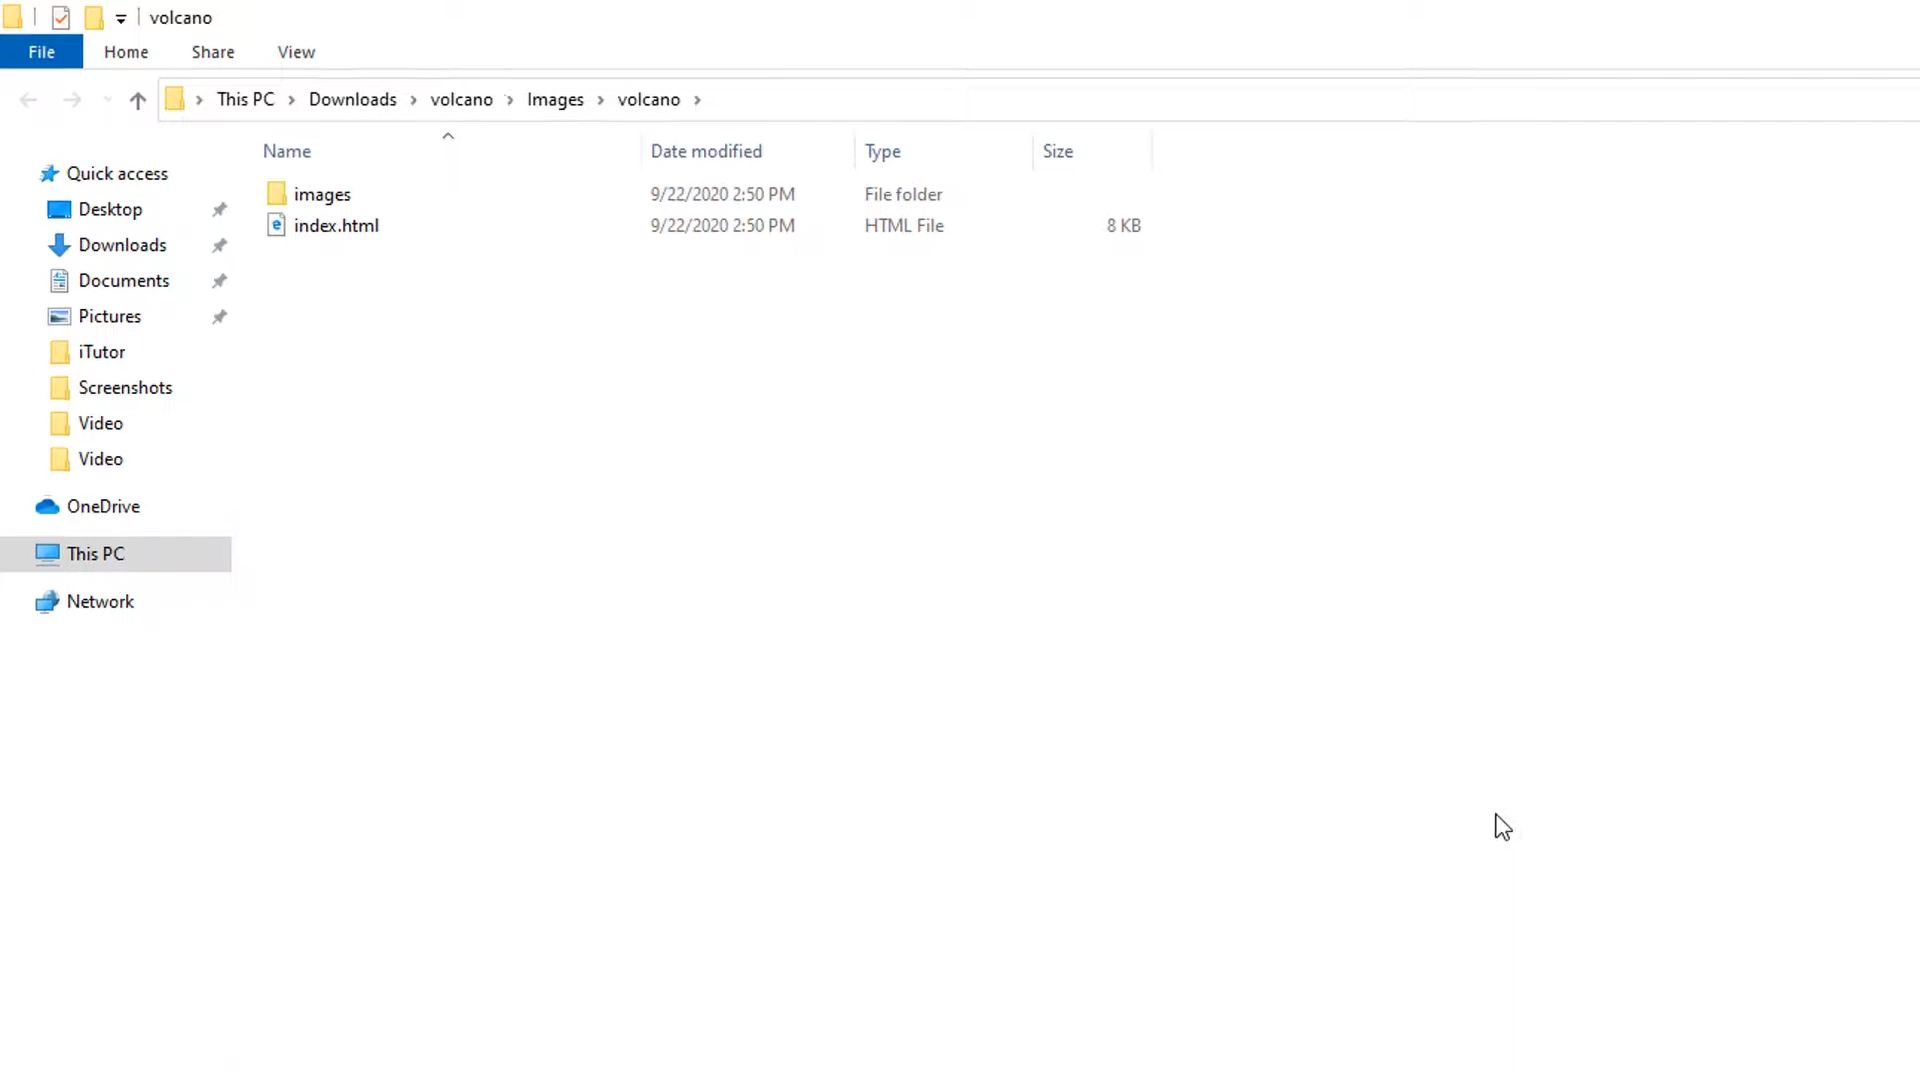 volcano
File Home Share View
This PC Downloads volcano Images volcano
Name Date modified Type Size
images 9/22/2020 2:50 PM File folder
index.html 9/22/2020 2:50 PM HTML File 8 KB
Quick access
Desktop
Downloads
Documents
Pictures
iTutor
Screenshots
Video
Video
OneDrive
This PC
Network